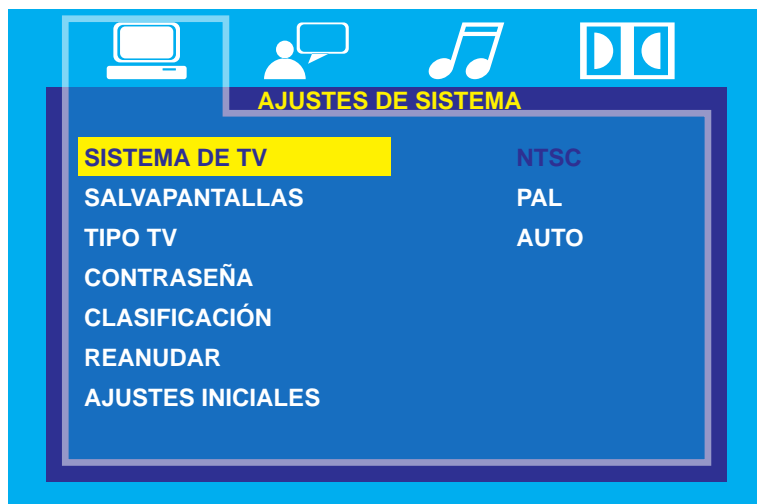 AJUSTES DE SISTEMA
SISTEMA DE TV NTSC
SALVAPANTALLAS PAL
TIPO TV AUTO
CONTRASEÑA
CLASIFICACIÓN
REANUDAR
AJUSTES INICIALES